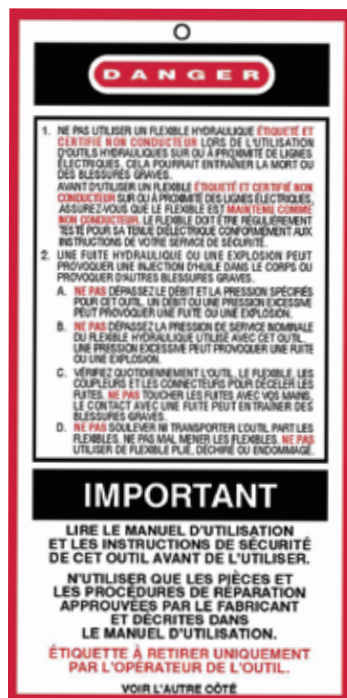 DANGER
1. NE PAS UTILISER UN FLEXIBLE HYDRAULIQUE ÉTIQUETÉ ET
CERTIFIÉ NON CONDUCTEUR LORS DE L'UTILISATION
D'OUTILS HYDRAULIQUES SUR OU À PROXIMITE DE LIGNES
ÉLECTRIQUES, CELA POURRAIT ENTRAÎNER LA MORT OU
DES BLESSURES GRAVES.
AVANT D'UTILISER UN FLEXIBLE ÉTIQUETÉ ET CERTIFIÉ NON
CONDUCTEUR SUR OU À PROXIMITE DES LIGNES ÉLECTRIQUES,
ASSUREZ-VOUS QUE LE FLEXIBLE EST MAINTENU COMME
NON CONDUCTEUR. LE FLEXIBLE DOIT ÊTRE RÉGULIÈREMENT
TESTÉ POUR SA TENUE DIÉLECTRIQUE CONFORMÉMENT AUX
INSTRUCTIONS DE VOTRE SERVICE DE SÉCURITÉ.
2. UNE FUITE HYDRAULIQUE OU UNE EXPLOSION PEUT
PROVOQUER UNE INJECTION D'HUILE DANS LE CORPS OU
PROVOQUER D'AUTRES BLESSURES GRAVES.
A. NE PAS DÉPASSEZ LE DÉBIT ET LA PRESSION SPÉCIFIÉS
POUR CET OUTIL. UN DÉBIT OU UNE PRESSION EXCESSIVE
PEUT PROVOQUER UNE FUITE OU UNE EXPLOSION.
B. NE PAS DÉPASSEZ LA PRESSION DE SERVICE NOMINALE
DU FLEXIBLE HYDRAULIQUE UTILISÉ AVEC CET OUTIL.
UNE PRESSION EXCESSIVE PEUT PROVOQUER UNE FUITE
OU UNE EXPLOSION.
C. VÉRIFIEZ QUOTIDIENNEMENT L'OUTIL, LE FLEXIBLE, LES
COUPLEURS ET LES CONNECTEURS POUR DÉCELER LES
FUITES. NE PAS TOUCHER LES FUITES AVEC VOS MAINS.
LE CONTACT AVEC UNE FUITE PEUT ENTRAÎNER DES
BLESSURES GRAVES.
D. NE PAS SOULEVER NI TRANSPORTER L'OUTIL PART LES
FLEXIBLES. NE PAS MAL MENER LES FLEXIBLES. NE PAS
UTILISER DE FLEXIBLE PLIÉ, DÉCHIRÉ OU ENDOMMAGÉ.
IMPORTANT
LIRE LE MANUEL D'UTILISATION
ET LES INSTRUCTIONS DE SÉCURITÉ
DE CET OUTIL AVANT DE L'UTILISER.
N'UTILISER QUE LES PIÈCES ET
LES PROCÉDURES DE RÉPARATION
APPROUVÉES PAR LE FABRICANT
ET DÉCRITES DANS
LE MANUEL D'UTILISATION.
ÉTIQUETTE À RETIRER UNIQUEMENT
PAR L'OPÉRATEUR DE L'OUTIL.
VOIR L'AUTRE CÔTÉ